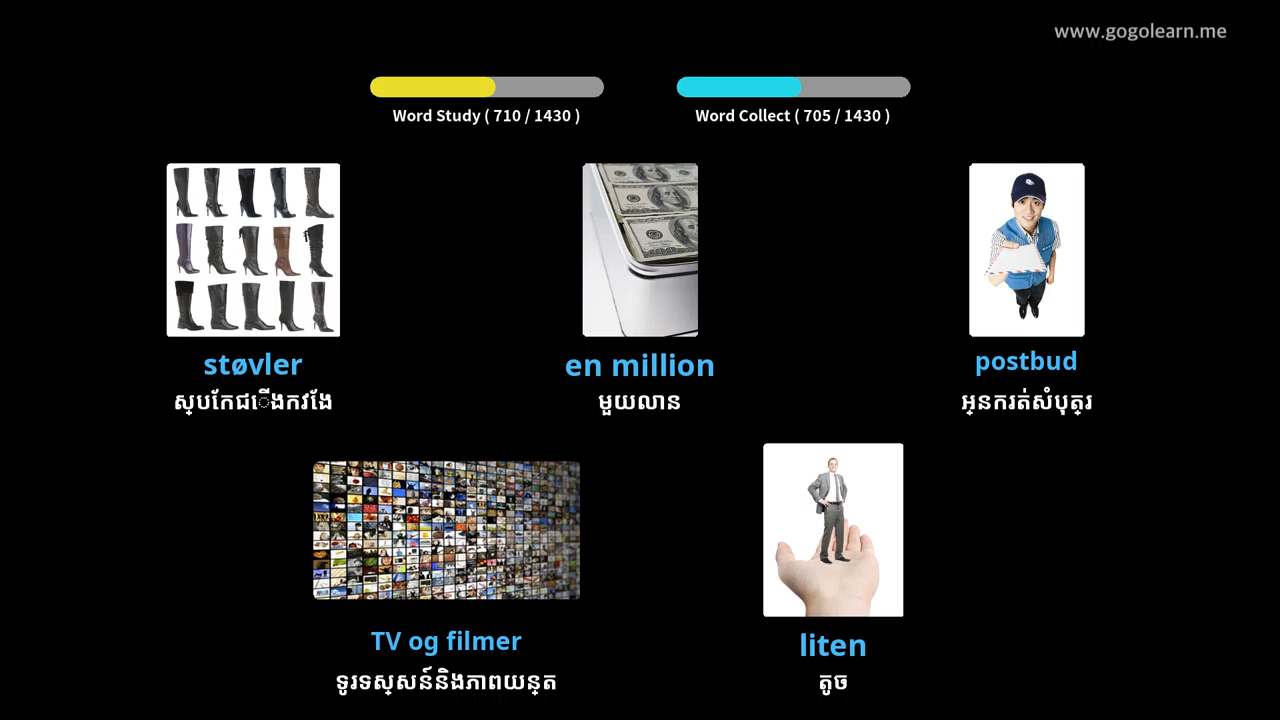 www.gogolearn.me
Word Study ( 710 / 1430 )
Word Collect ( 705 / 1430 )
støvler
ស្បែកជើងកវែង
en million
មួយលាន
postbud
អ្នករត់សំបុត្រ
TV og filmer
ទូរទស្សន៍និងភាពយន្ត
liten
តូច